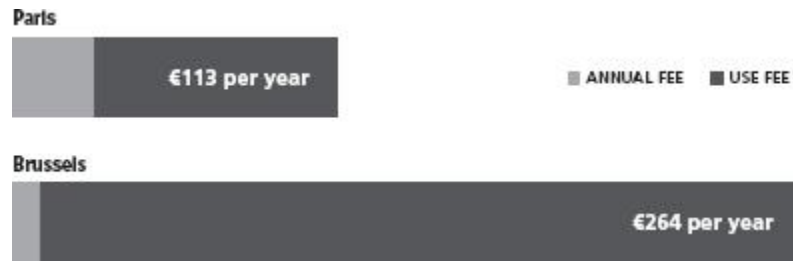 Paris
€113 per year
ANNUAL FEE USE FEE
Brussels
€264 per year